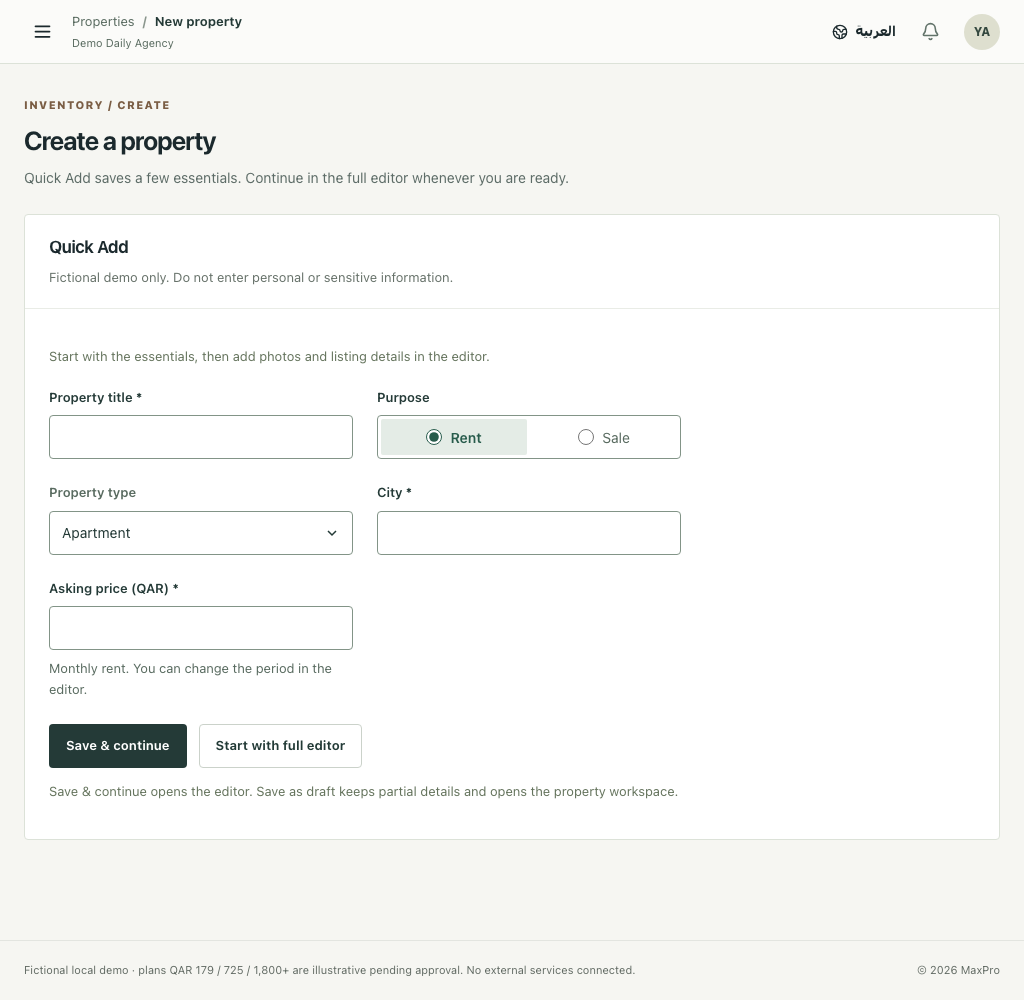 Properties / New property
Demo Daily Agency
العربية
YA
INVENTORY / CREATE
Create a property
Quick Add saves a few essentials. Continue in the full editor whenever you are ready.
Quick Add
Fictional demo only. Do not enter personal or sensitive information.
Start with the essentials, then add photos and listing details in the editor.
Property title *
Purpose
Rent
Sale
Property type
City *
Apartment
Asking price (QAR) *
Monthly rent. You can change the period in the
editor.
Save & continue
Start with full editor
Save & continue opens the editor. Save as draft keeps partial details and opens the property workspace.
Fictional local demo · plans QAR 179 / 725 / 1,800+ are illustrative pending approval. No external services connected.
© 2026 MaxPro